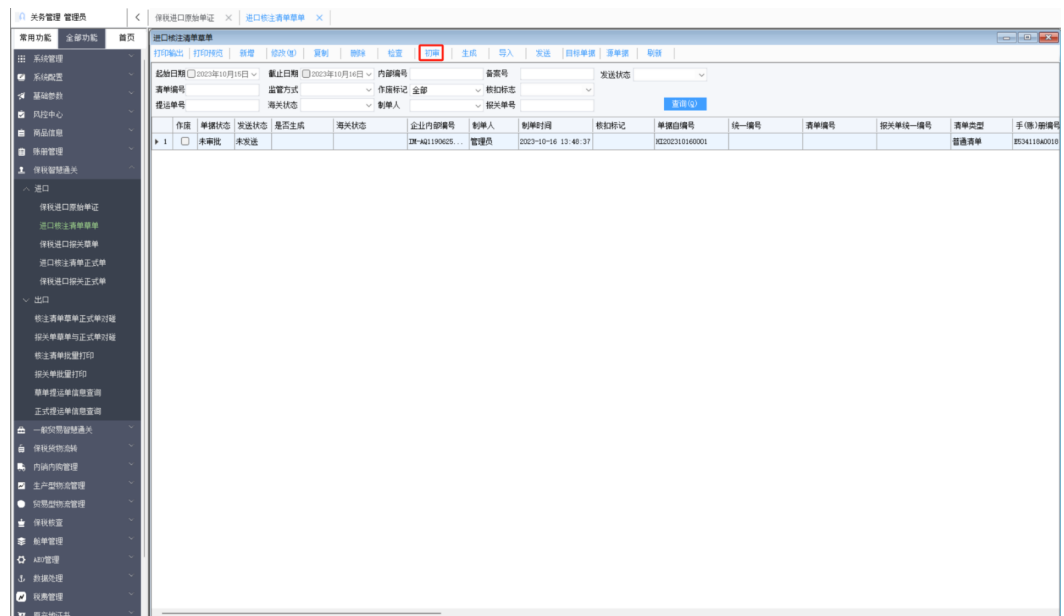 关务管理 管理员
保税进口原始单证
进口核注清单草单
常用功能 全部功能 首页
进口核注清单草单
打印输出 打印预览 新增 修改(W) 复制 删除 检查 初审 生成 导入 发送 目标单据 源单据 刷新
起始日期 2023年10月15日 截止日期 2023年10月16日 内部编号 备案号 发送状态
清单编号 监管方式 作废标记 全部 核扣标志
提运单号 海关状态 制单人 报关单号 查询(Q)
作废 单据状态 发送状态 是否生成 海关状态 企业内部编号 制单人 制单时间 核扣标记 单据自编号 统一编号 清单编号 报关单统一编号 清单类型 手(账)册编号
1 未审批 未发送 IM-AQ1190625... 管理员 2023-10-16 13:48:37 KI202310160001 普通清单 E534118A0010
系统管理
系统配置
基础参数
风控中心
商品信息
账册管理
保税智慧通关
进口
保税进口原始单证
进口核注清单草单
保税进口报关草单
进口核注清单正式单
保税进口报关正式单
出口
核注清单草单正式单对碰
报关单草单与正式单对碰
核注清单批量打印
报关单批量打印
草单提运单信息查询
正式提运单信息查询
一般贸易智慧通关
保税货物流转
内销内购管理
生产型物流管理
贸易型物流管理
保税核查
舱单管理
AEO管理
数据处理
税费管理
原产地证书